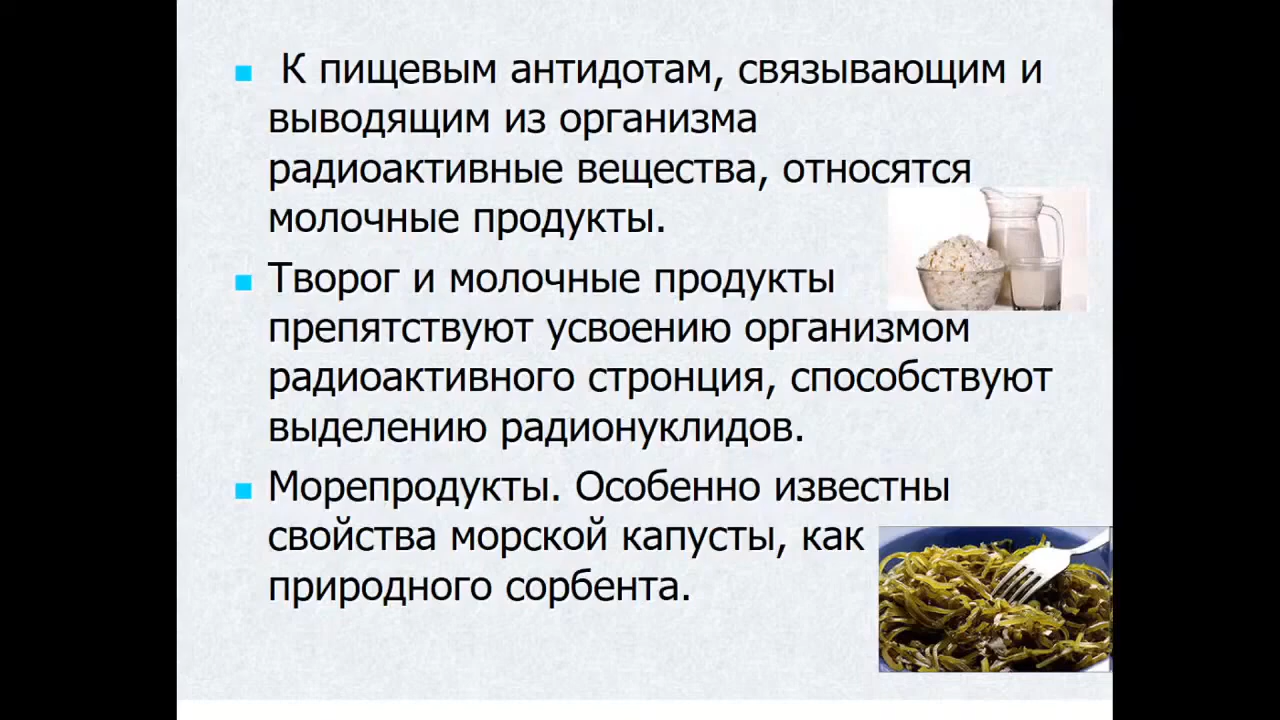 К пищевым антидотам, связывающим и
выводящим из организма
радиоактивные вещества, относятся
молочные продукты.
Творог и молочные продукты
препятствуют усвоению организмом
радиоактивного стронция, способствуют
выделению радионуклидов.
Морепродукты. Особенно известны
свойства морской капусты, как
природного сорбента.